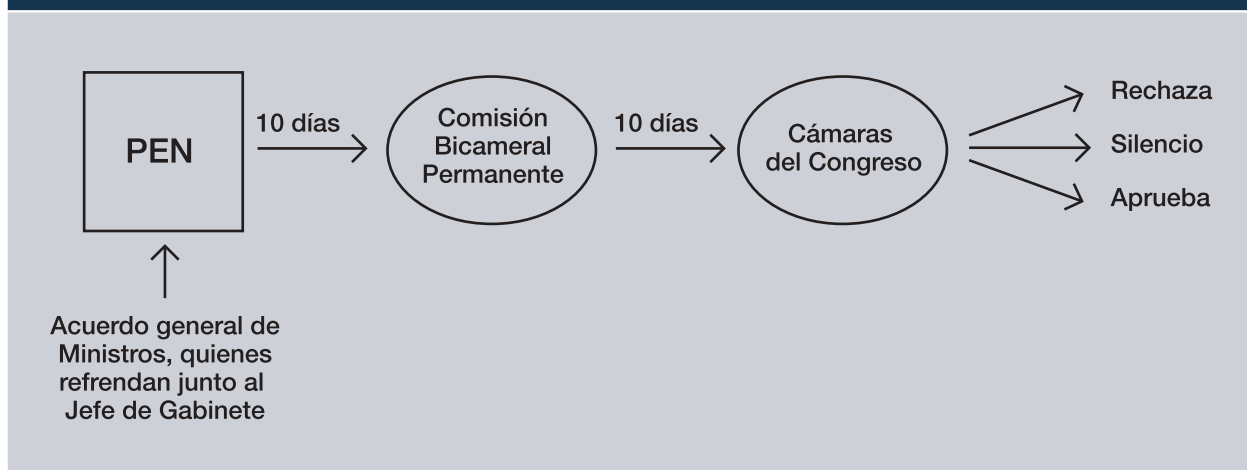 PEN
10 días
Comisión
Bicameral
Permanente
10 días
Cámaras
del Congreso
Rechaza
Silencio
Aprueba
Acuerdo general de
Ministros, quienes
refrendan junto al
Jefe de Gabinete